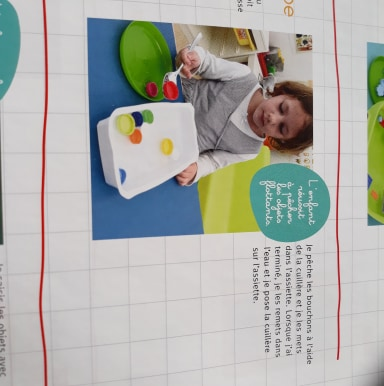 L'enfant
réussit
à pêcher
les objets
flottants
Je pêche les bouchons à l'aide
de la cuillère et je les mets
dans l'assiette. Lorsque j'ai
terminé, je les remets dans
l'eau et je pose la cuillère
sur l'assiette.
Je saisis les objets avec